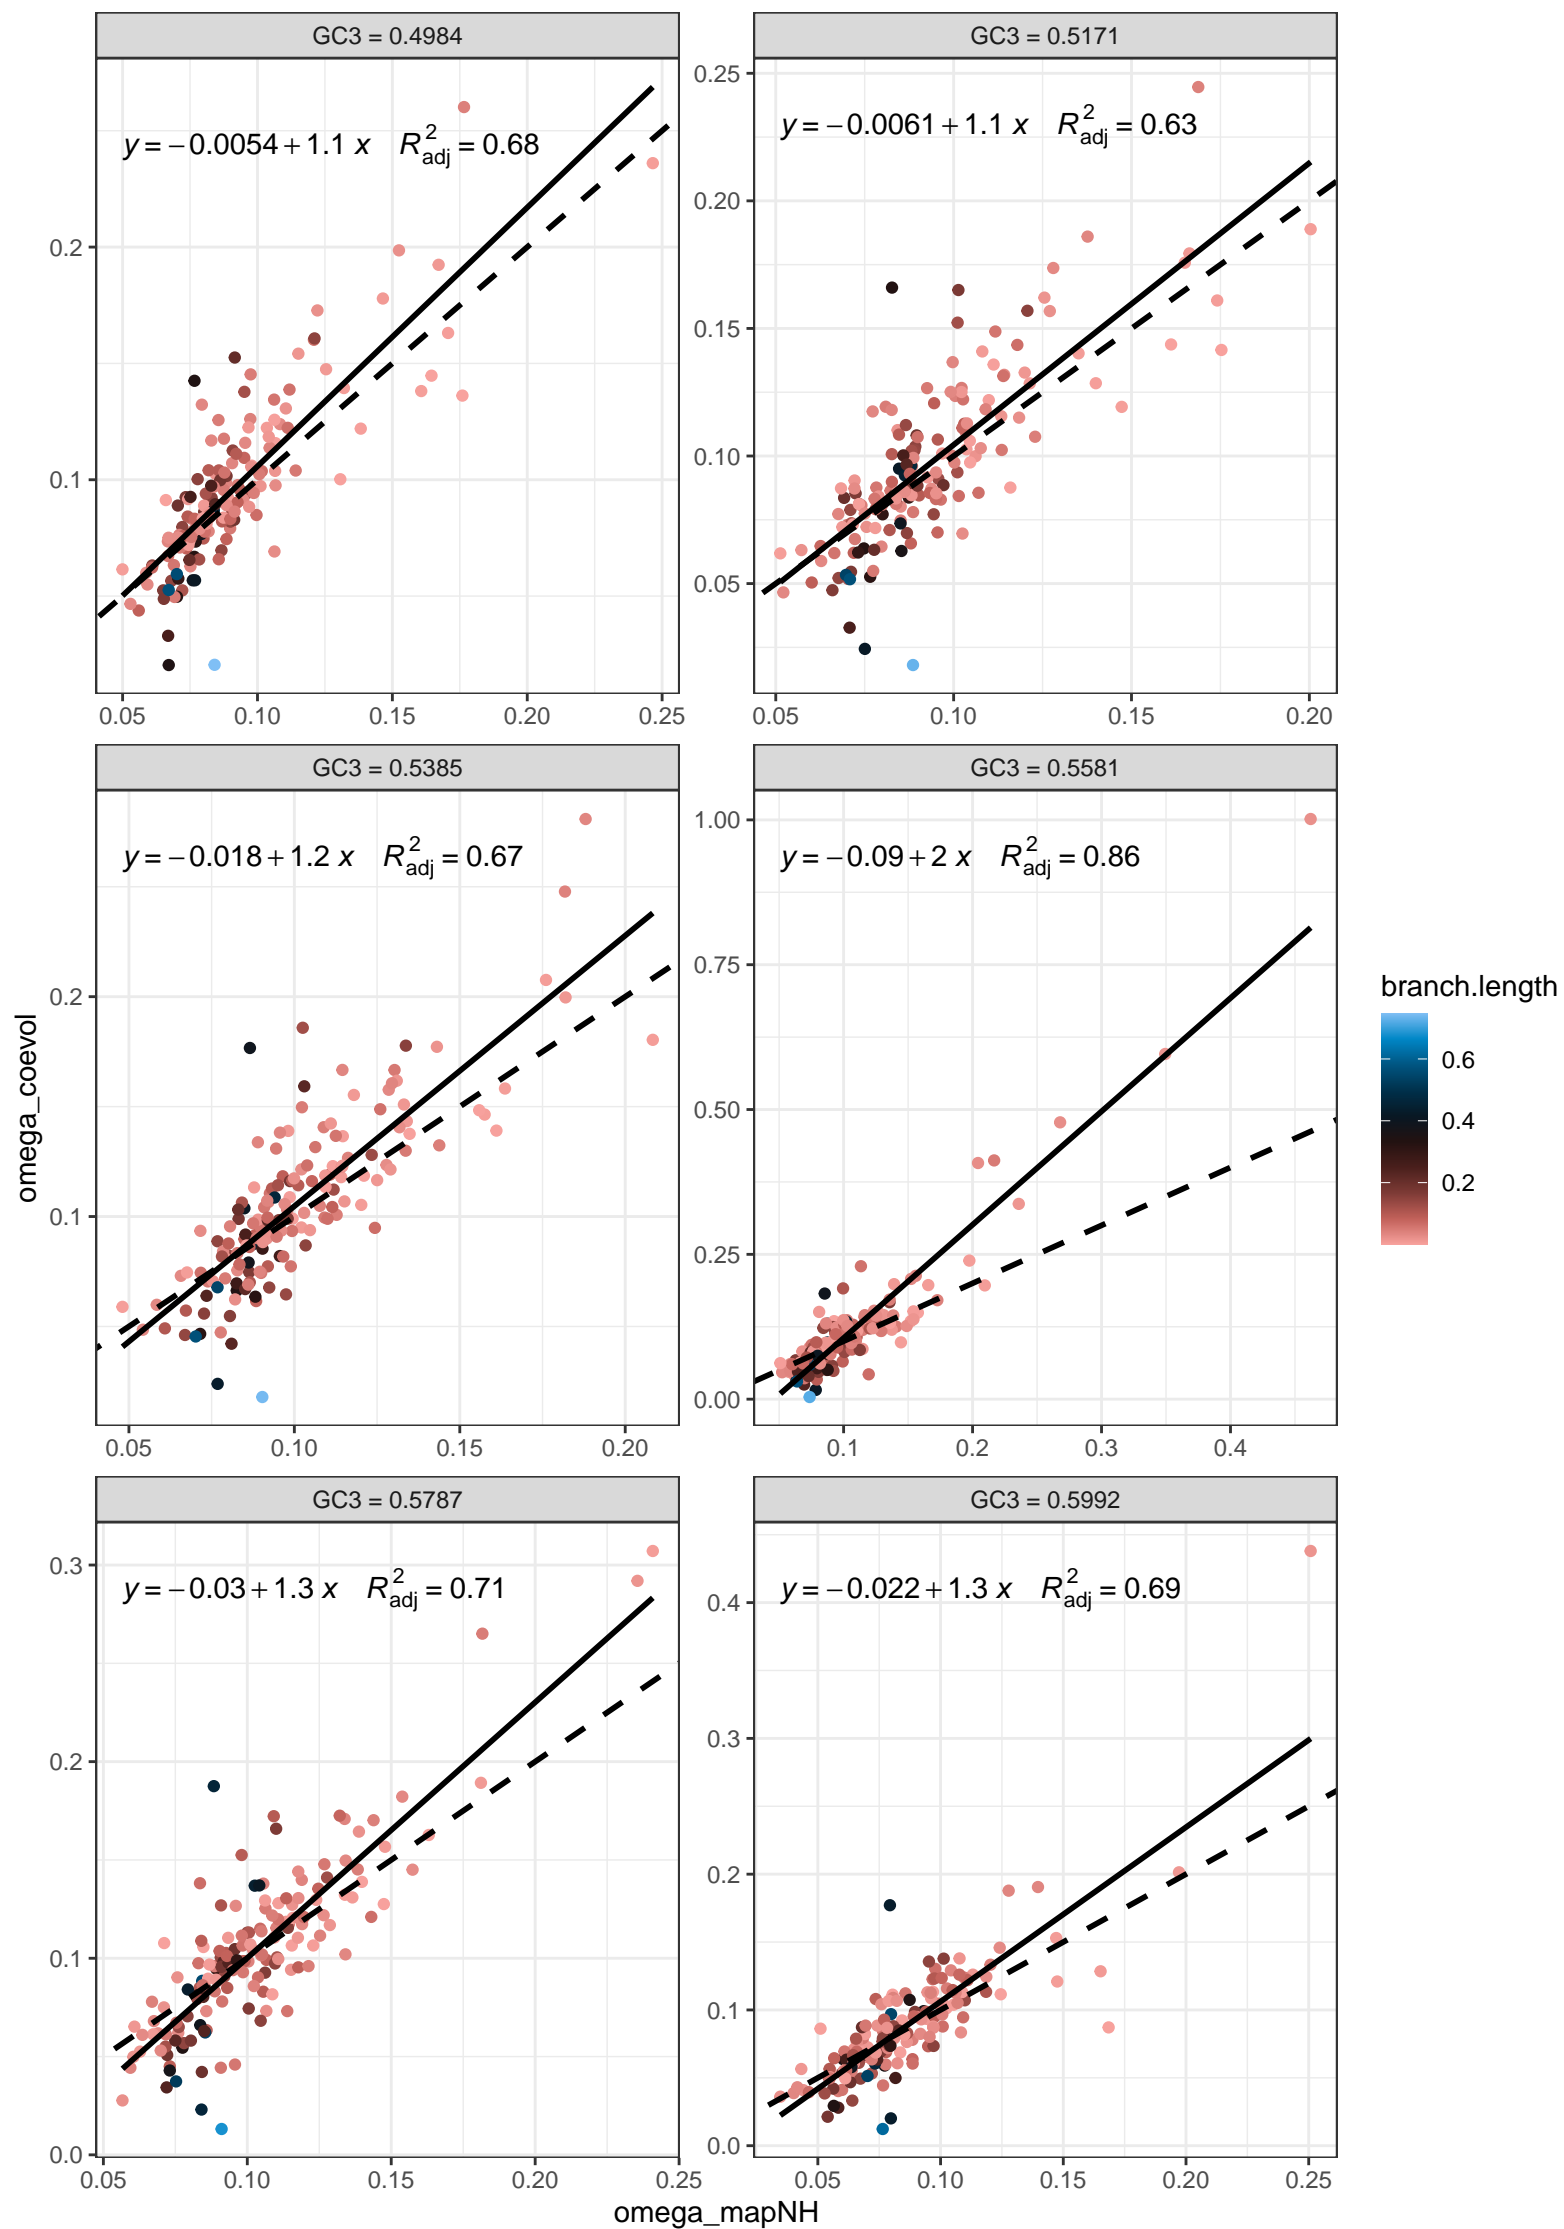 GC3 = 0.4984
GC3 = 0.5171
y = −0.0054 + 1.1 x R²adj = 0.68
y = −0.0061 + 1.1 x R²adj = 0.63
0.2
0.1
0.25
0.20
0.15
0.10
0.05
0.05 0.10 0.15 0.20 0.25
0.05 0.10 0.15 0.20
GC3 = 0.5385
GC3 = 0.5581
y = −0.018 + 1.2 x R²adj = 0.67
y = −0.09 + 2 x R²adj = 0.86
0.2
0.1
1.00
0.75
0.50
0.25
0.00
0.05 0.10 0.15 0.20
0.1 0.2 0.3 0.4
omega_coevol
branch.length
0.6
0.4
0.2
GC3 = 0.5787
GC3 = 0.5992
y = −0.03 + 1.3 x R²adj = 0.71
y = −0.022 + 1.3 x R²adj = 0.69
0.3
0.2
0.1
0.0
0.4
0.3
0.2
0.1
0.0
0.05 0.10 0.15 0.20 0.25
0.05 0.10 0.15 0.20 0.25
omega_mapNH